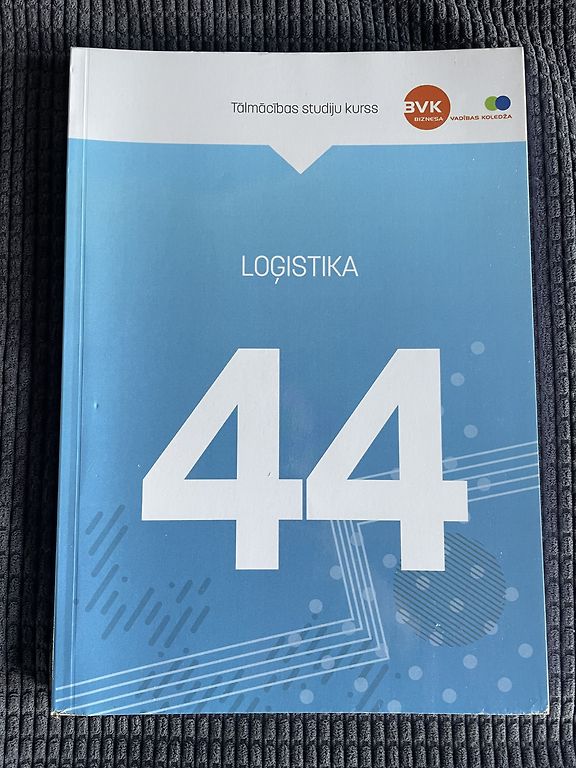 Tālmācības studiju kurss
BVK
BIZNESA VADĪBAS KOLEDŽA
LOĢISTIKA
44